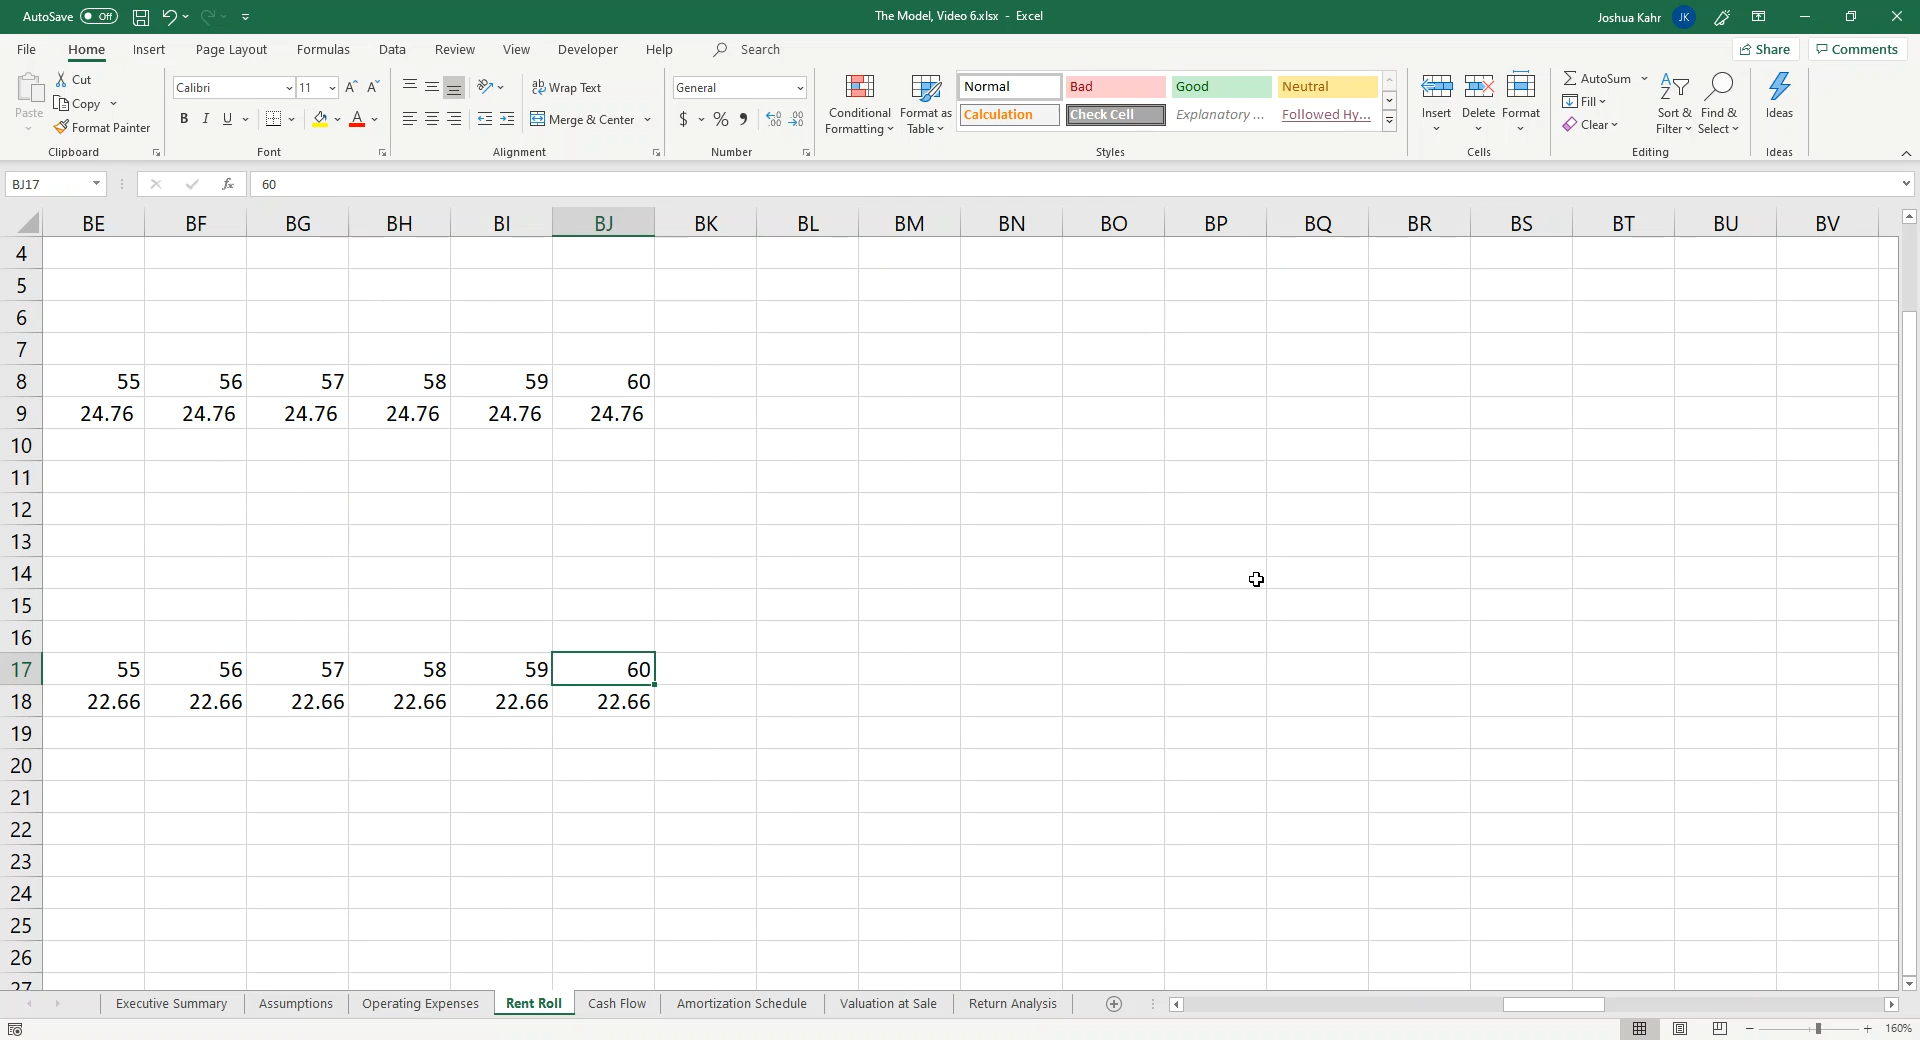 AutoSave Off
The Model, Video 6.xlsx - Excel
Joshua Kahr JK
File Home Insert Page Layout Formulas Data Review View Developer Help Search
Share Comments
Paste
Cut
Copy
Format Painter
Clipboard
Calibri 11 A A
B I U A
Font
ab Wrap Text
Merge & Center
Alignment
General
$ % 9 .00 .00
Number
Conditional Formatting
Format as Table
Normal Bad Good Neutral
Calculation Check Cell Explanatory ... Followed Hy...
Styles
Insert Delete Format
Cells
AutoSum
Fill
Clear
Sort & Filter
Find & Select
Editing
Ideas
Ideas
BJ17 fx 60
BE BF BG BH BI BJ BK BL BM BN BO BP BQ BR BS BT BU BV
4
5
6
7
8 55 56 57 58 59 60
9 24.76 24.76 24.76 24.76 24.76 24.76
10
11
12
13
14
15
16
17 55 56 57 58 59 60
18 22.66 22.66 22.66 22.66 22.66 22.66
19
20
21
22
23
24
25
26
27
Executive Summary Assumptions Operating Expenses Rent Roll Cash Flow Amortization Schedule Valuation at Sale Return Analysis
160%